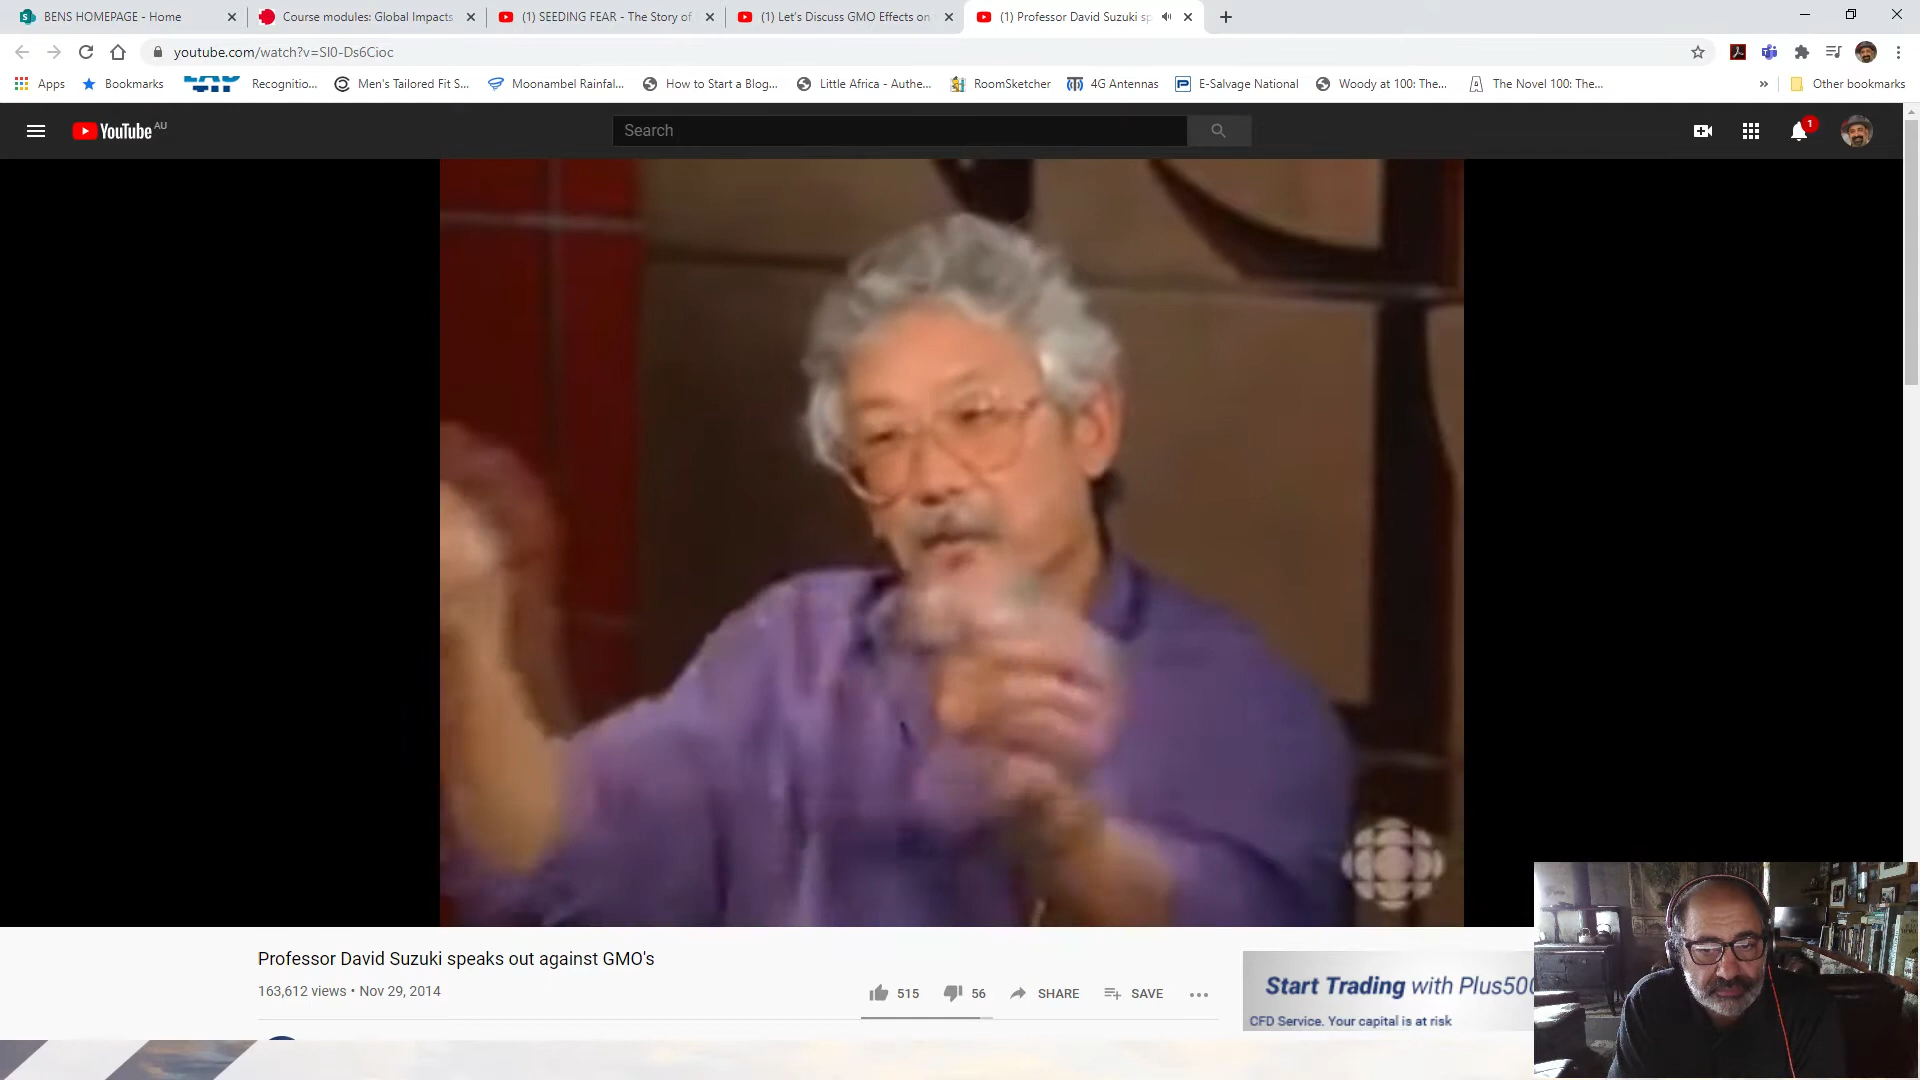 BENS HOMEPAGE - Home
Course modules: Global Impacts
(1) SEEDING FEAR - The Story of
(1) Let's Discuss GMO Effects on
(1) Professor David Suzuki sp
youtube.com/watch?v=Sl0-Ds6Cioc
Apps
Bookmarks
Recognitio...
Men's Tailored Fit S...
Moonambel Rainfal...
How to Start a Blog...
Little Africa - Authe...
RoomSketcher
4G Antennas
E-Salvage National
Woody at 100: The...
The Novel 100: The...
»
Other bookmarks
YouTube AU
Search
1
Professor David Suzuki speaks out against GMO's
163,612 views • Nov 29, 2014
515
56
SHARE
SAVE
Start Trading with Plus500
CFD Service. Your capital is at risk